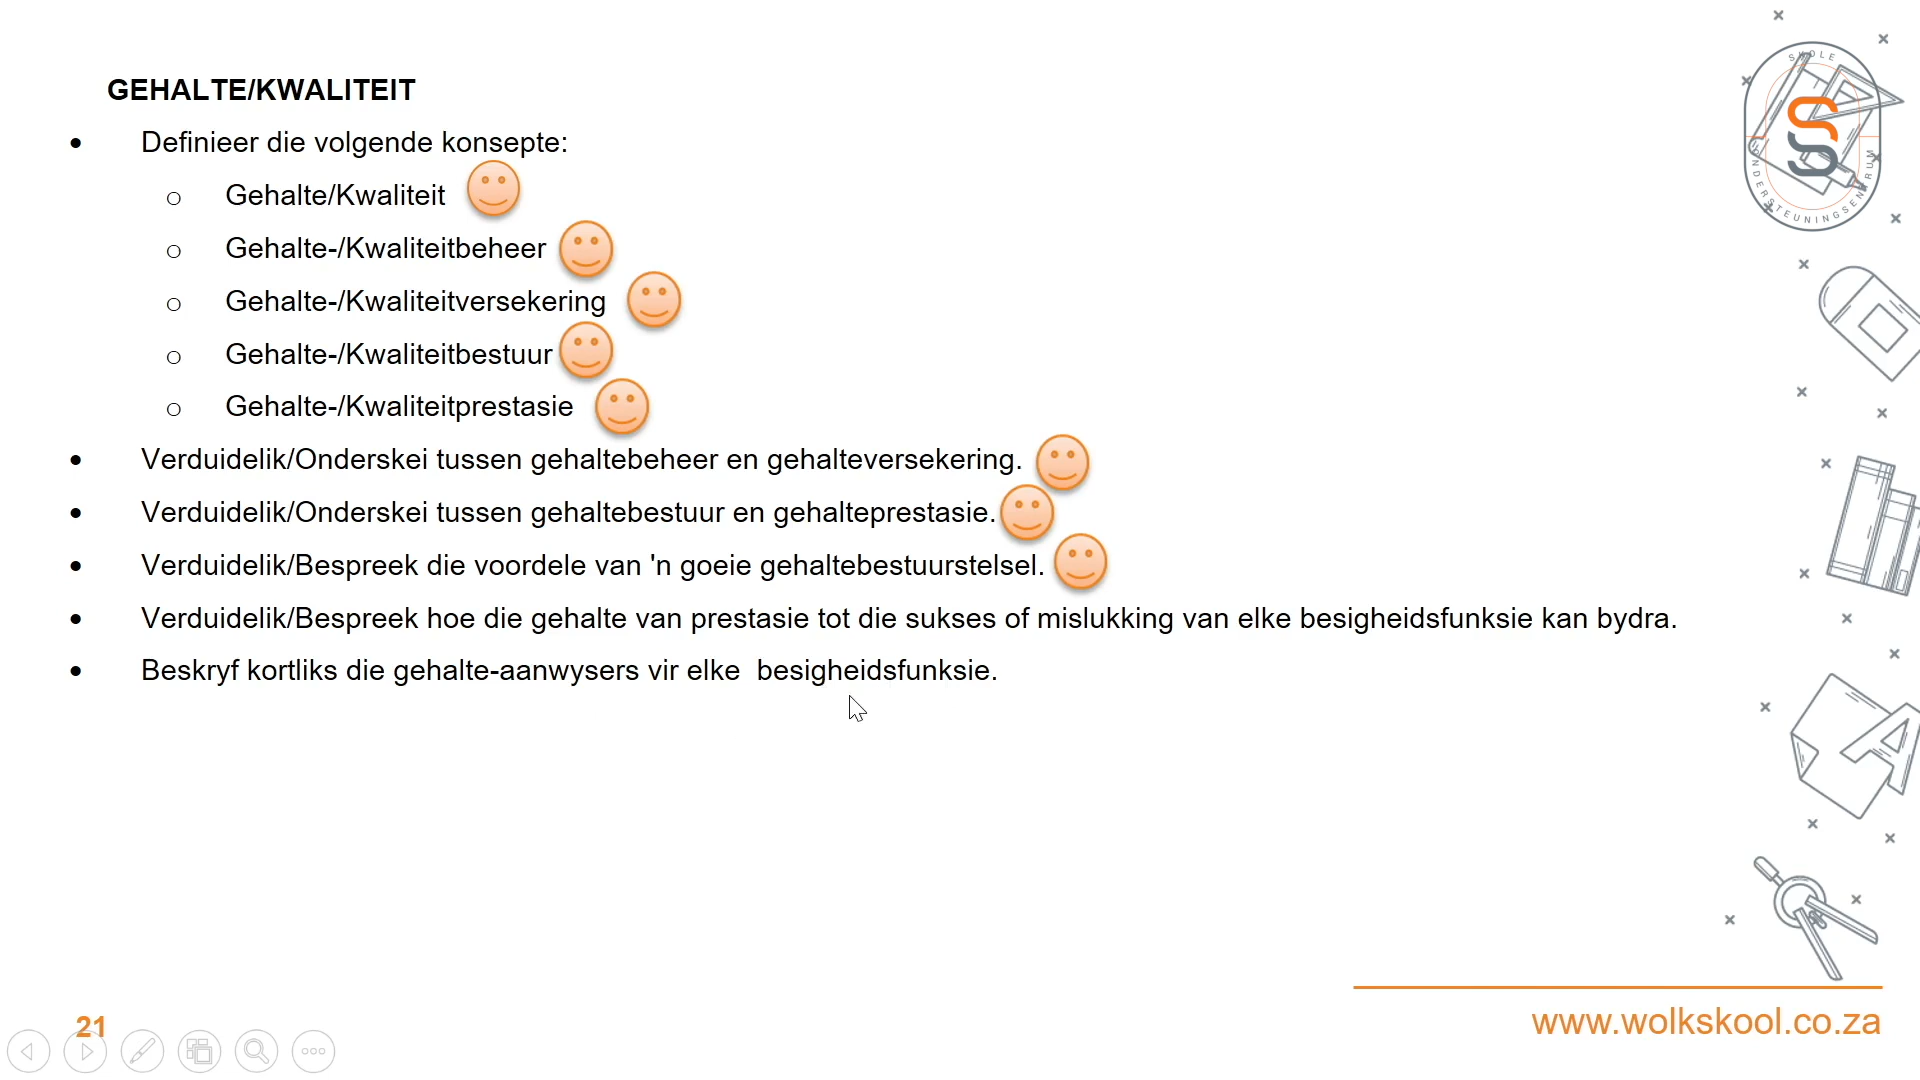 GEHALTE/KWALITEIT
• Definieer die volgende konsepte:
o Gehalte/Kwaliteit
o Gehalte-/Kwaliteitbeheer
o Gehalte-/Kwaliteitversekering
o Gehalte-/Kwaliteitbestuur
o Gehalte-/Kwaliteitprestasie
• Verduidelik/Onderskei tussen gehaltebeheer en gehalteversekering.
• Verduidelik/Onderskei tussen gehaltebestuur en gehalteprestasie.
• Verduidelik/Bespreek die voordele van 'n goeie gehaltebestuurstelsel.
• Verduidelik/Bespreek hoe die gehalte van prestasie tot die sukses of mislukking van elke besigheidsfunksie kan bydra.
• Beskryf kortliks die gehalte-aanwysers vir elke besigheidsfunksie.
SKOLE
SS
ONDERSTEUNINGSENTRUM
A
21
www.wolkskool.co.za